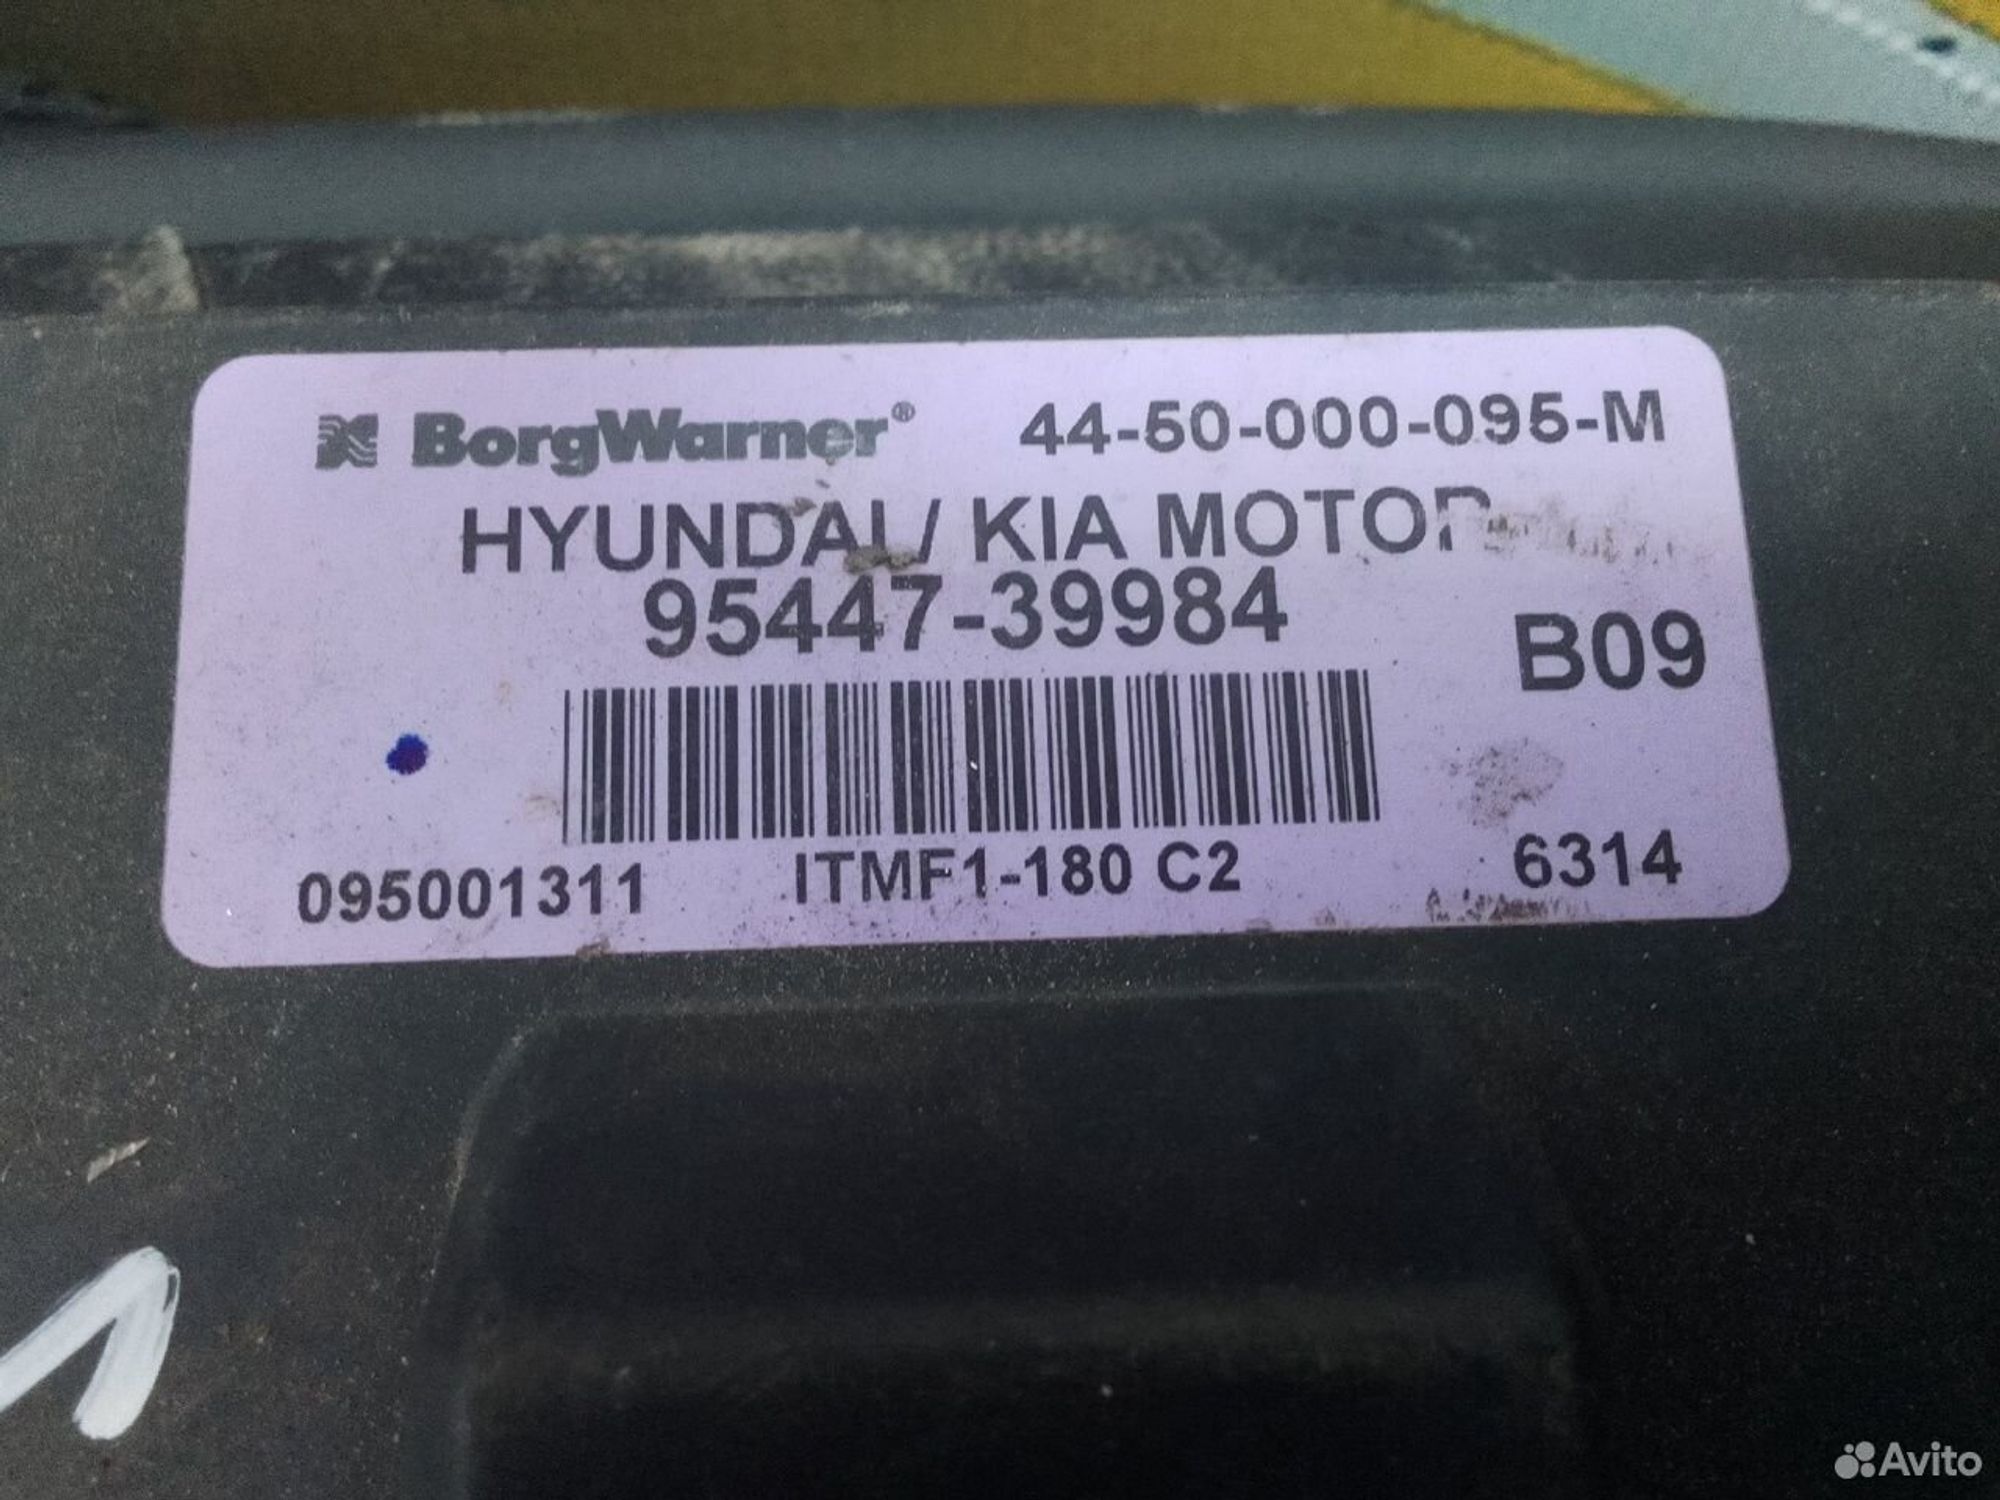 BorgWarner® 44-50-000-095-M
HYUNDAI/ KIA MOTOR
95447-39984
B09
095001311 ITMF1-180 C2 6314
Avito